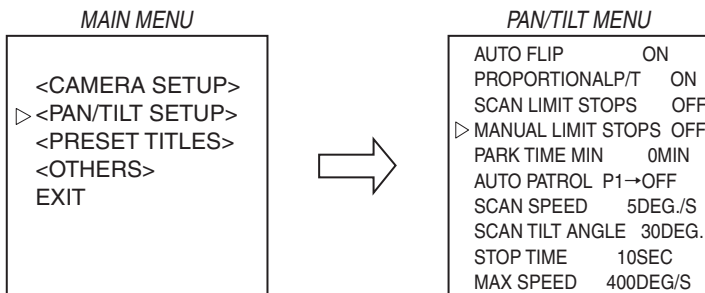 MAIN MENU
<CAMERA SETUP>
<PAN/TILT SETUP>
<PRESET TITLES>
<OTHERS>
EXIT
PAN/TILT MENU
AUTO FLIP ON
PROPORTIONALP/T ON
SCAN LIMIT STOPS OFF
MANUAL LIMIT STOPS OFF
PARK TIME MIN 0MIN
AUTO PATROL P1→OFF
SCAN SPEED 5DEG./S
SCAN TILT ANGLE 30DEG.
STOP TIME 10SEC
MAX SPEED 400DEG/S